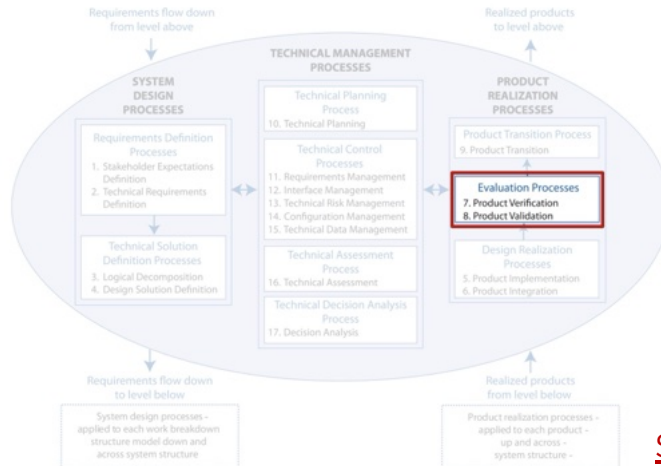 Requirements flow down
from level above
Realized products
to level above
TECHNICAL MANAGEMENT
PROCESSES
SYSTEM
DESIGN
PROCESSES
Requirements Definition
Processes
1. Stakeholder Expectations
Definition
2. Technical Requirements
Definition
Technical Solution
Definition Processes
3. Logical Decomposition
4. Design Solution Definition
Technical Planning
Process
10. Technical Planning
Technical Control
Processes
11. Requirements Management
12. Interface Management
13. Technical Risk Management
14. Configuration Management
15. Technical Data Management
Technical Assessment
Process
16. Technical Assessment
Technical Decision Analysis
Process
17. Decision Analysis
PRODUCT
REALIZATION
PROCESSES
Product Transition Process
9. Product Transition
Evaluation Processes
7. Product Verification
8. Product Validation
Design Realization
Processes
5. Product Implementation
6. Product Integration
Requirements flow down
to level below
Realized products
from level below
System design processes -
applied to each work breakdown
structure model down and
across system structure
Product realization processes -
applied to each product -
up and across -
system structure -